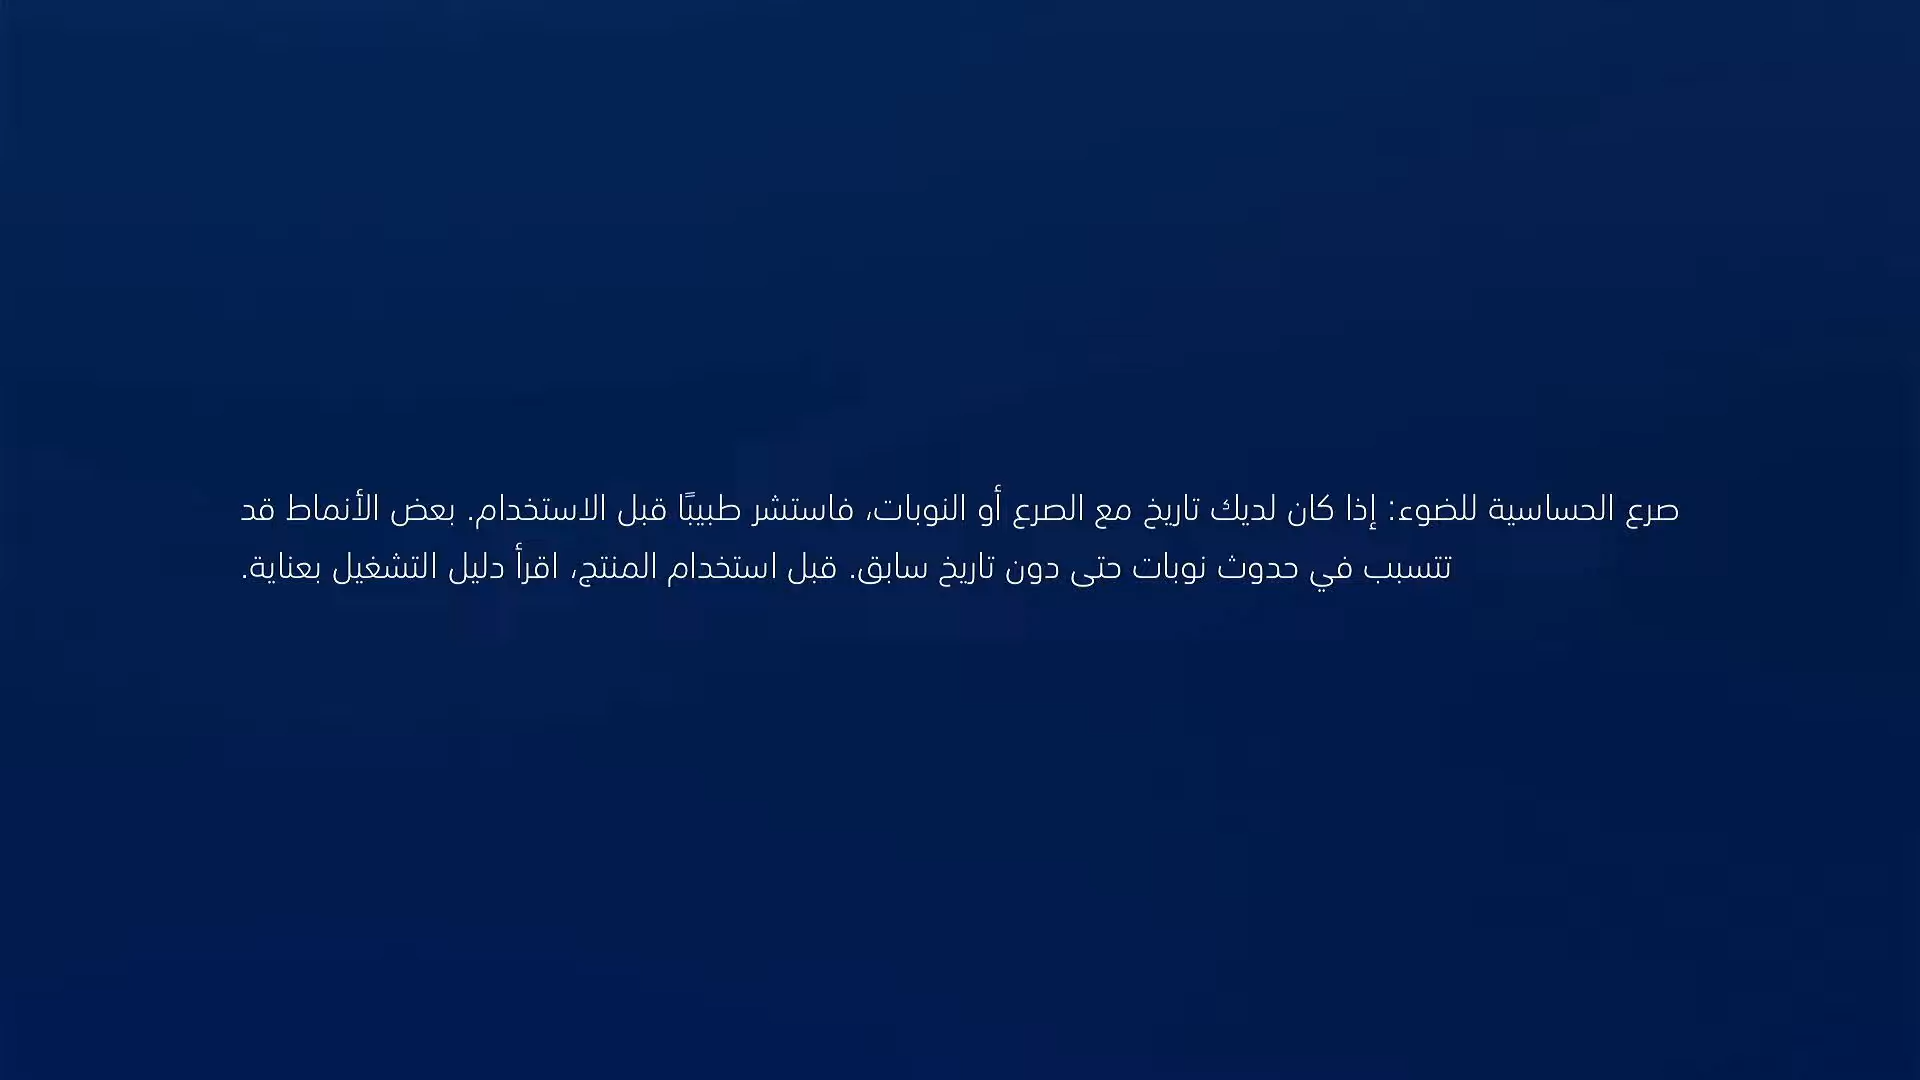 صرع الحساسية للضوء: إذا كان لديك تاريخ مع الصرع أو النوبات، فاستشر طبيبًا قبل الاستخدام. بعض الأنماط قد
تتسبب في حدوث نوبات حتى دون تاريخ سابق. قبل استخدام المنتج، اقرأ دليل التشغيل بعناية.